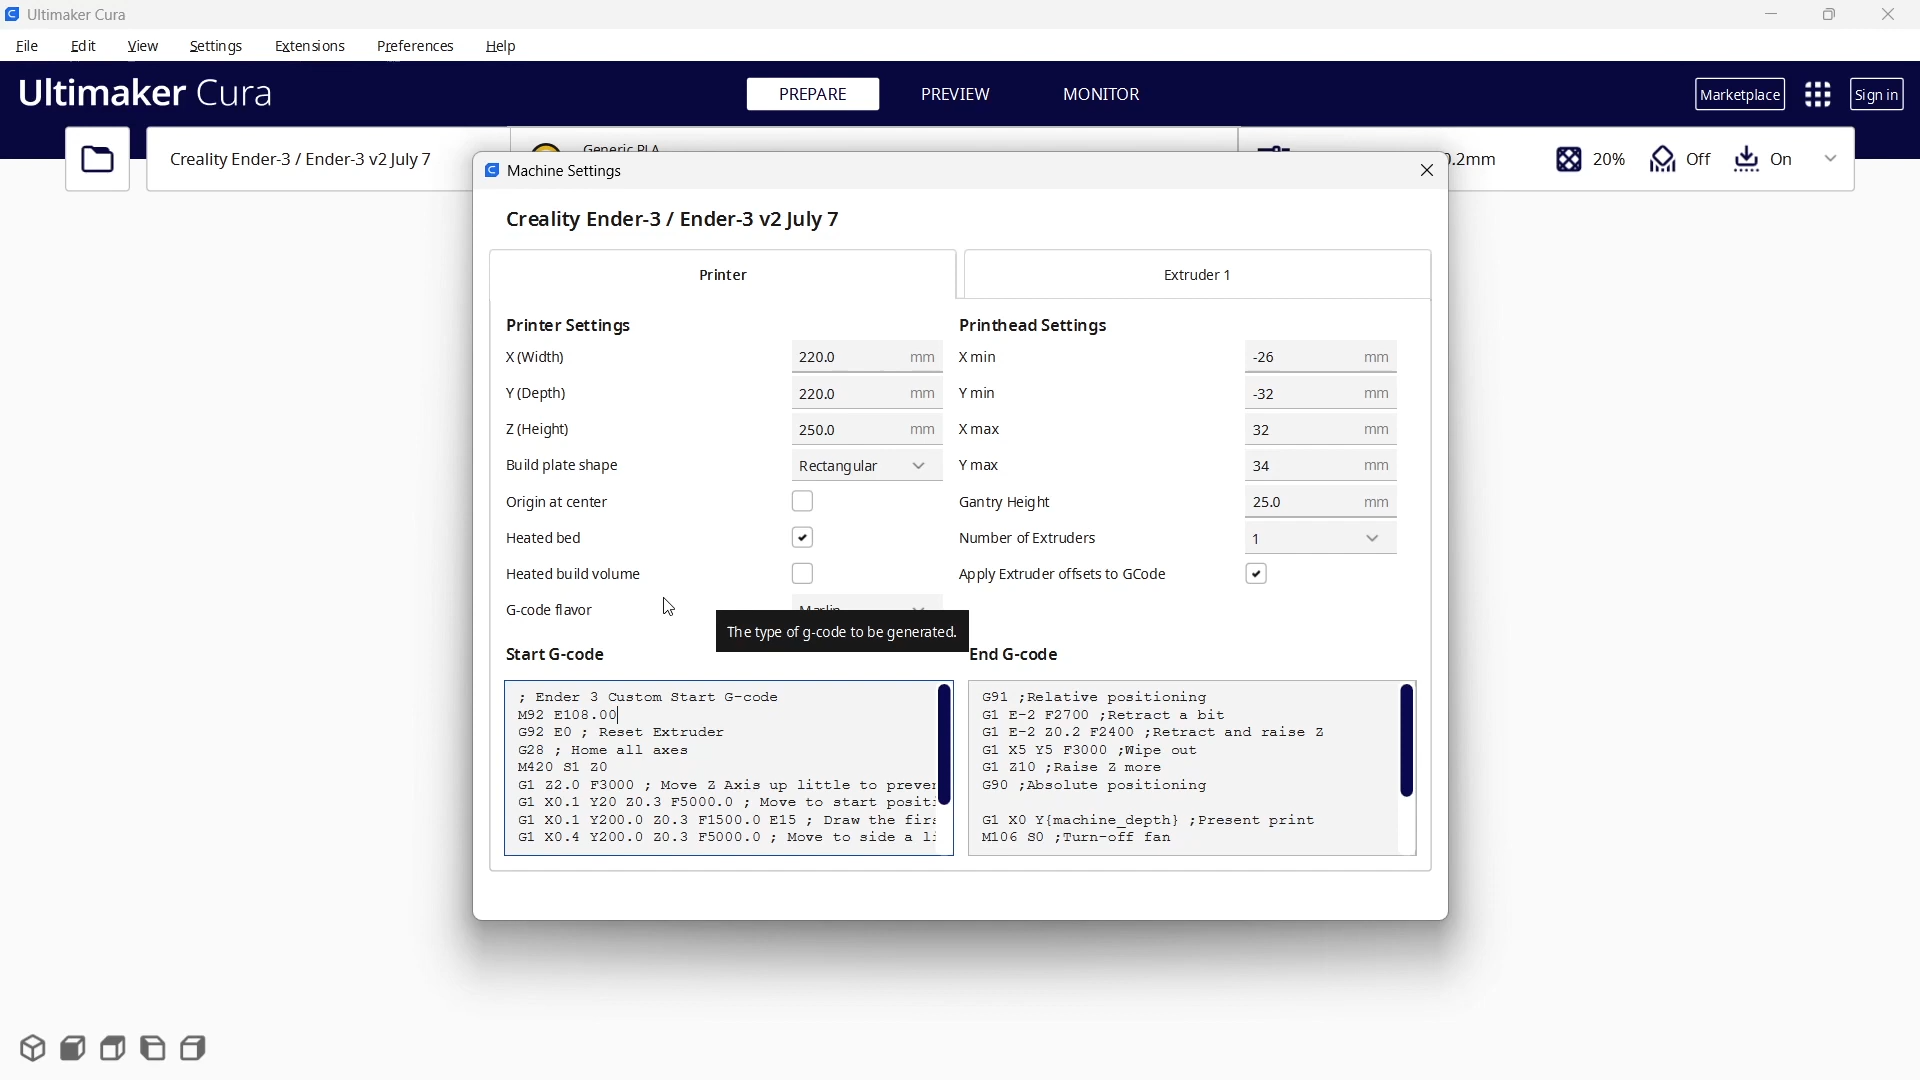 Ultimaker Cura
File Edit View Settings Extensions Preferences Help
Ultimaker Cura PREPARE PREVIEW MONITOR Marketplace Sign in
Creality Ender-3 / Ender-3 v2 July 7 Generic PLA 0.2mm 20% Off On
Machine Settings
Creality Ender-3 / Ender-3 v2 July 7
Printer Extruder 1
Printer Settings Printhead Settings
X (Width) 220.0 mm X min -26 mm
Y (Depth) 220.0 mm Y min -32 mm
Z (Height) 250.0 mm X max 32 mm
Build plate shape Rectangular Y max 34 mm
Origin at center Gantry Height 25.0 mm
Heated bed Number of Extruders 1
Heated build volume Apply Extruder offsets to GCode
G-code flavor Marlin
The type of g-code to be generated.
Start G-code End G-code
; Ender 3 Custom Start G-code
M92 E108.00
G92 E0 ; Reset Extruder
G28 ; Home all axes
M420 S1 Z0
G1 Z2.0 F3000 ; Move Z Axis up little to prever
G1 X0.1 Y20 Z0.3 F5000.0 ; Move to start positi
G1 X0.1 Y200.0 Z0.3 F1500.0 E15 ; Draw the firs
G1 X0.4 Y200.0 Z0.3 F5000.0 ; Move to side a li
G91 ;Relative positioning
G1 E-2 F2700 ;Retract a bit
G1 E-2 Z0.2 F2400 ;Retract and raise Z
G1 X5 Y5 F3000 ;Wipe out
G1 Z10 ;Raise Z more
G90 ;Absolute positioning
G1 X0 Y{machine_depth} ;Present print
M106 S0 ;Turn-off fan